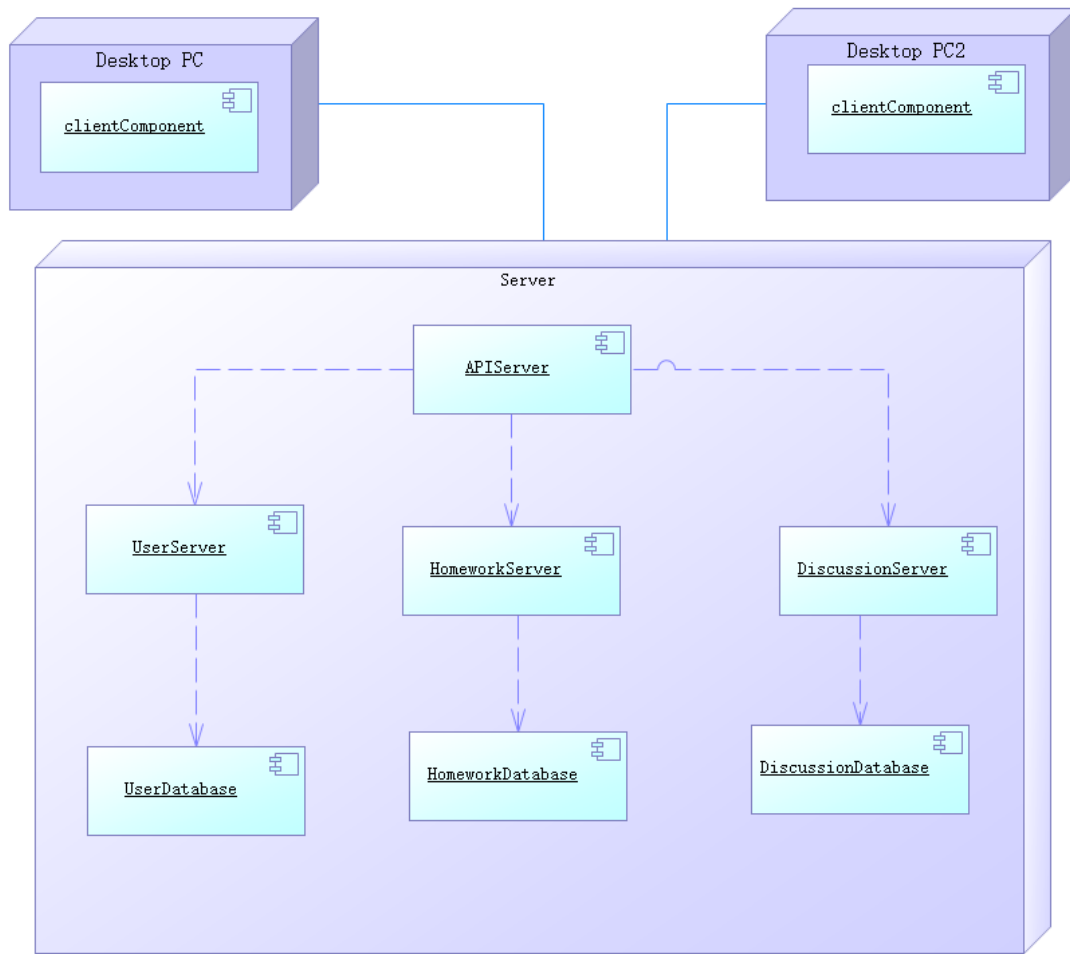 Desktop PC
clientComponent
Desktop PC2
clientComponent
Server
APIServer
UserServer
HomeworkServer
DiscussionServer
UserDatabase
HomeworkDatabase
DiscussionDatabase